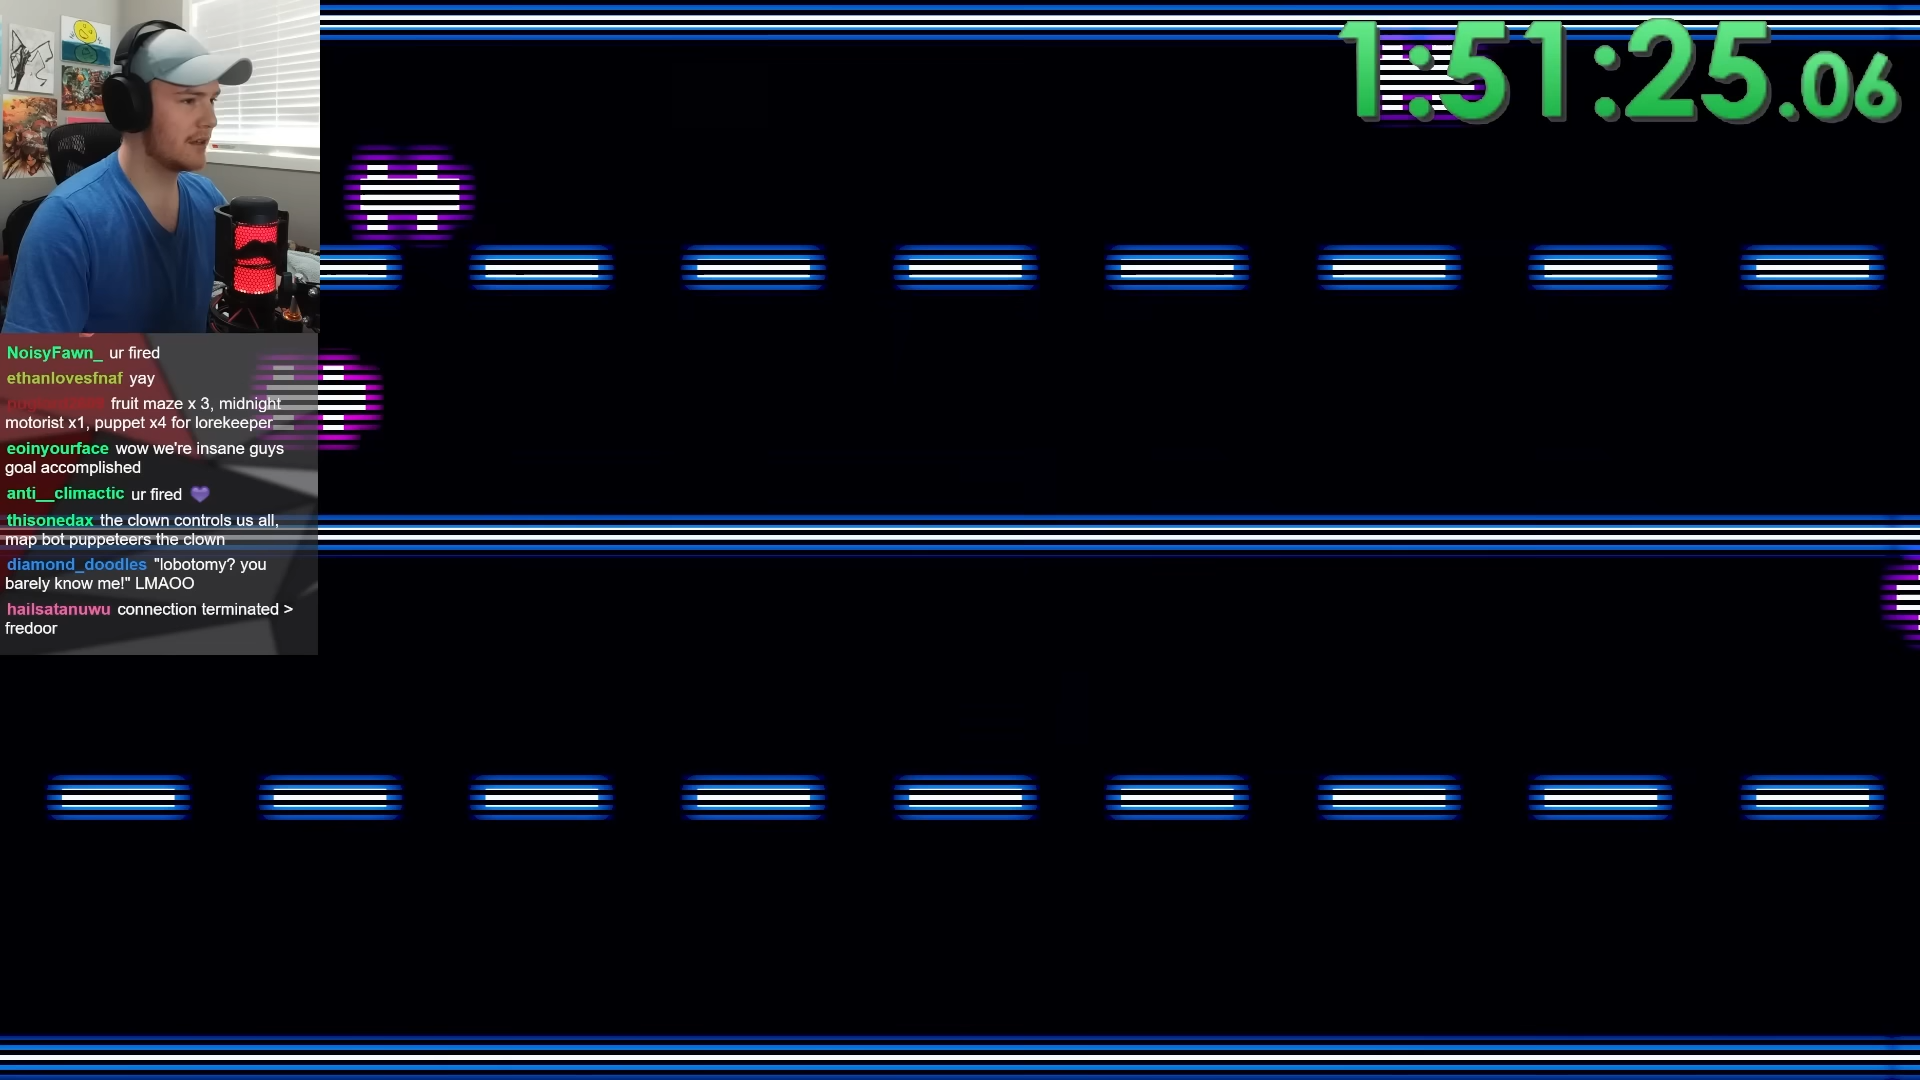 1:51:25.06
NoisyFawn_ ur fired
ethanlovesfnaf yay
fruit maze x 3, midnight
motorist x1, puppet x4 for lorekeeper
eoinyourface wow we're insane guys
goal accomplished
anti__climactic ur fired 💜
thisonedax the clown controls us all,
map bot puppeteers the clown
diamond_doodles "lobotomy? you
barely know me!" LMAOO
hailsatanuwu connection terminated >
fredoor